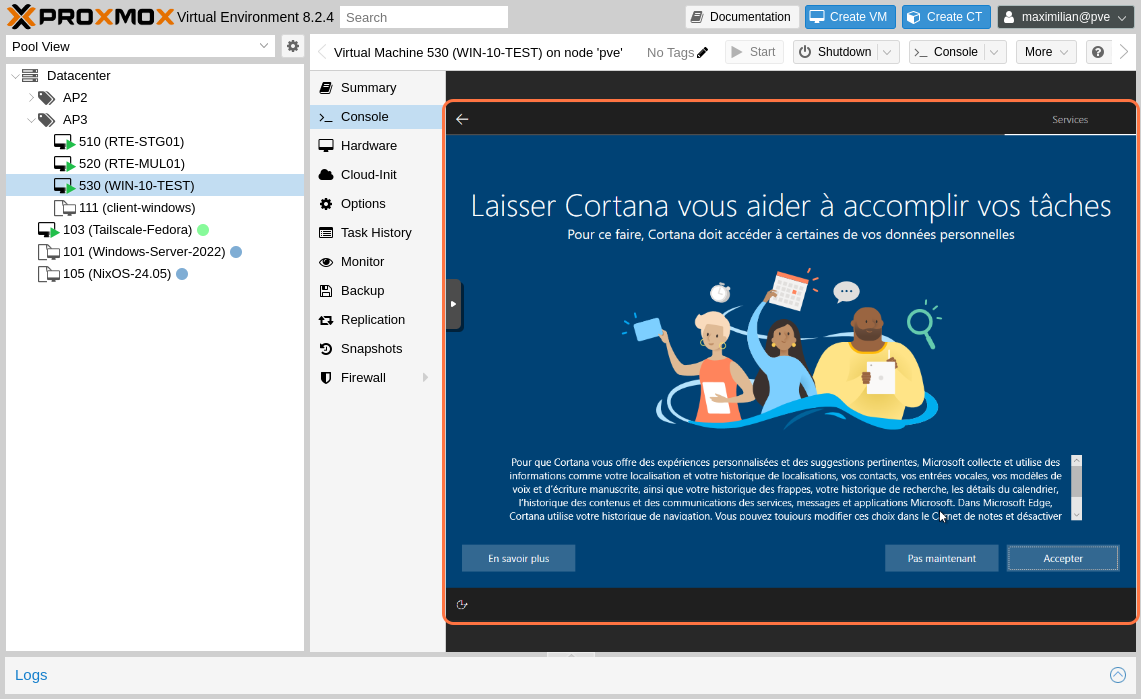 PROXMOX Virtual Environment 8.2.4
Search
Documentation
Create VM
Create CT
maximilian@pve
Pool View
Datacenter
AP2
AP3
510 (RTE-STG01)
520 (RTE-MUL01)
530 (WIN-10-TEST)
111 (client-windows)
103 (Tailscale-Fedora)
101 (Windows-Server-2022)
105 (NixOS-24.05)
Virtual Machine 530 (WIN-10-TEST) on node 'pve'
No Tags
Start
Shutdown
Console
More
Summary
Console
Hardware
Cloud-Init
Options
Task History
Monitor
Backup
Replication
Snapshots
Firewall
Services
Laisser Cortana vous aider à accomplir vos tâches
Pour ce faire, Cortana doit accéder à certaines de vos données personnelles
Pour que Cortana vous offre des expériences personnalisées et des suggestions pertinentes, Microsoft collecte et utilise des
informations comme votre localisation et votre historique de localisations, vos contacts, vos entrées vocales, vos modèles de
voix et d'écriture manuscrite, ainsi que votre historique des frappes, votre historique de recherche, les détails du calendrier,
l'historique des contenus et des communications des services, messages et applications Microsoft. Dans Microsoft Edge,
Cortana utilise votre historique de navigation. Vous pouvez toujours modifier ces choix dans le Carnet de notes et désactiver
En savoir plus
Pas maintenant
Accepter
Logs